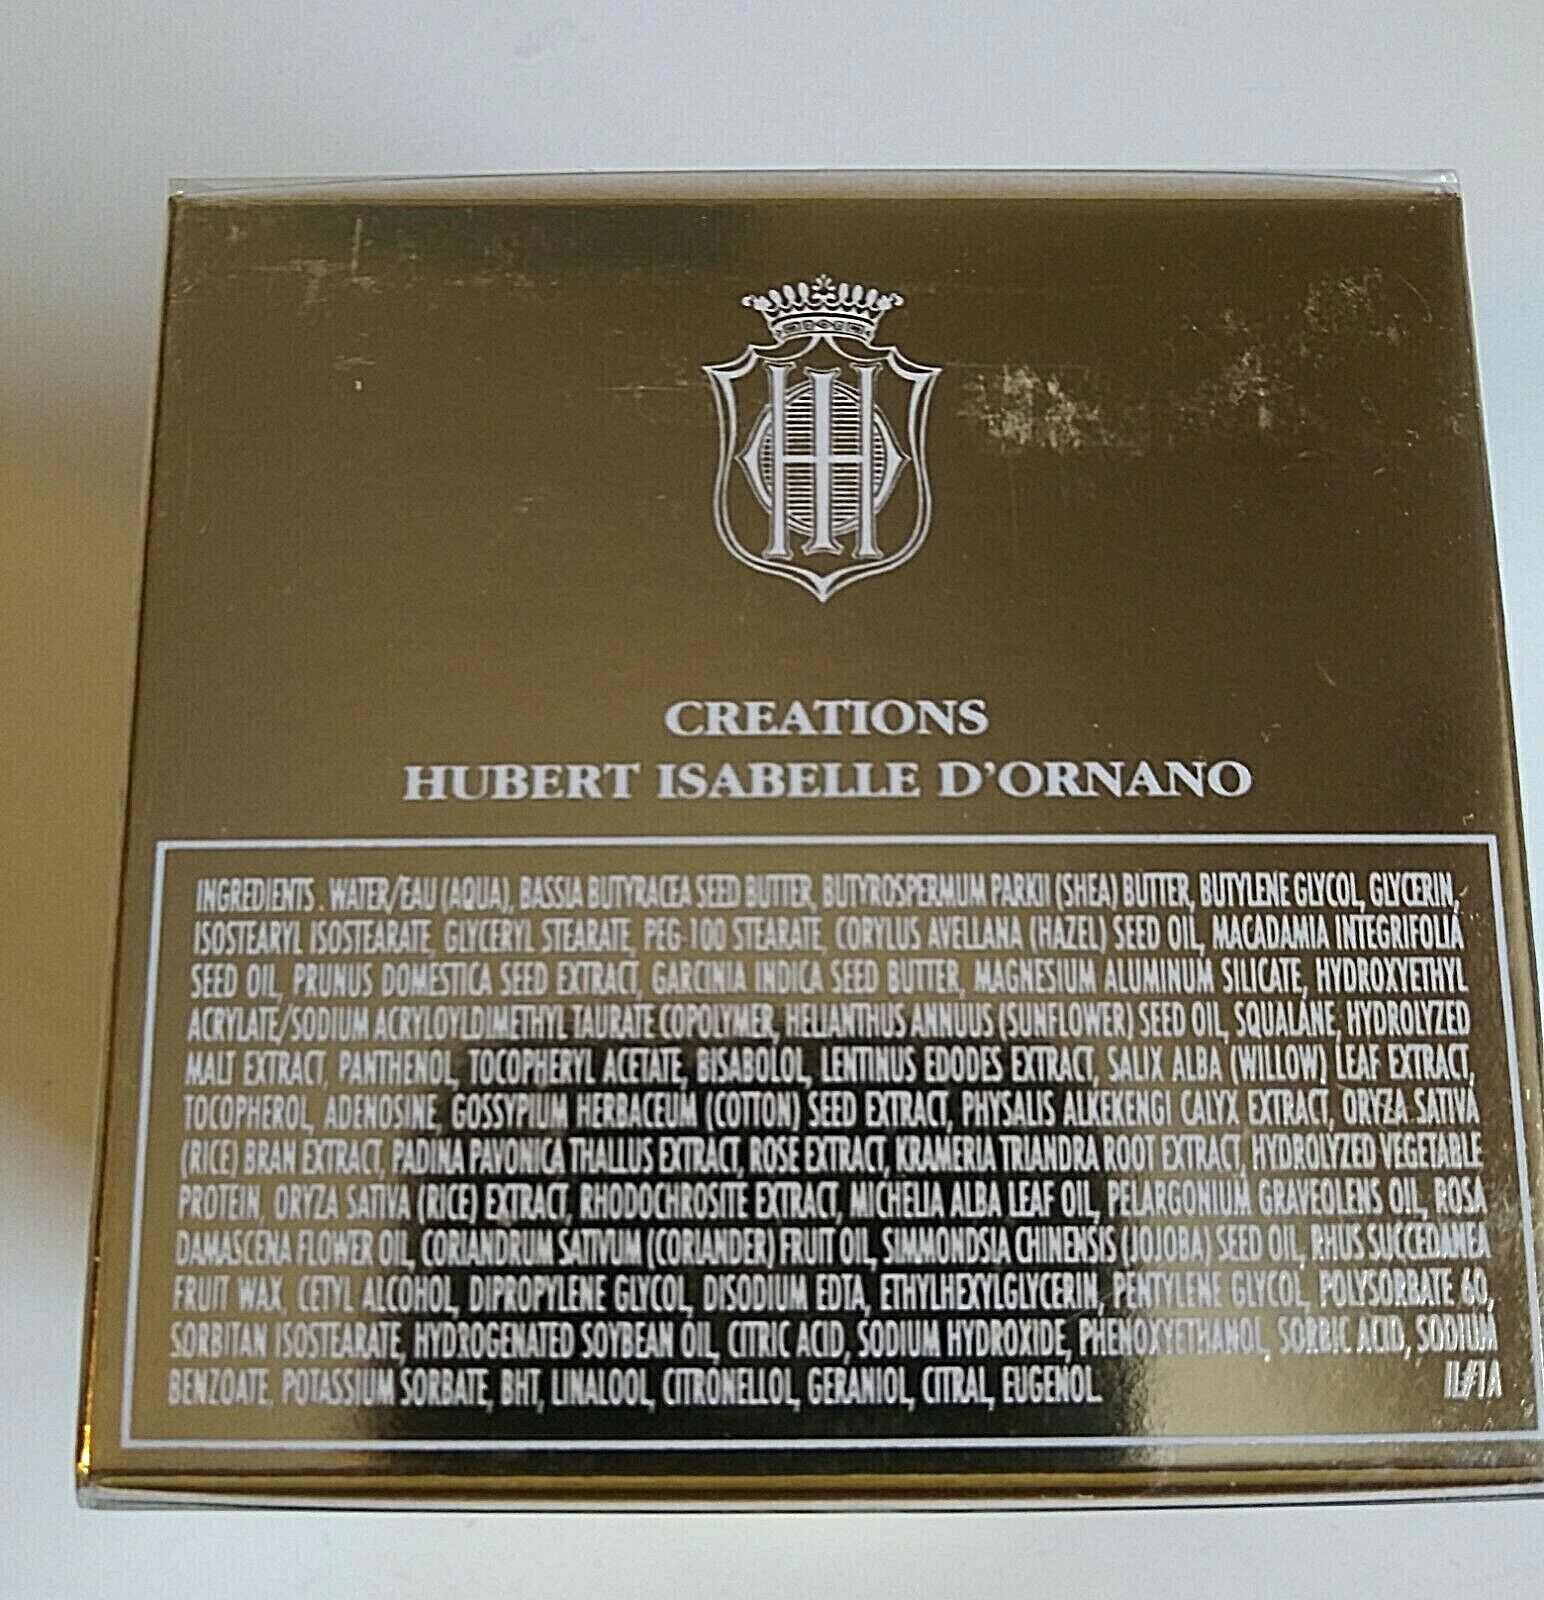 HIO
CREATIONS
HUBERT ISABELLE D'ORNANO
INGREDIENTS . WATER/EAU (AQUA), BASSIA BUTYRACEA SEED BUTTER, BUTYROSPERMUM PARKII (SHEA) BUTTER, BUTYLENE GLYCOL, GLYCERIN,
ISOSTEARYL ISOSTEARATE, GLYCERYL STEARATE, PEG-100 STEARATE, CORYLUS AVELLANA (HAZEL) SEED OIL, MACADAMIA INTEGRIFOLIA
SEED OIL, PRUNUS DOMESTICA SEED EXTRACT, GARCINIA INDICA SEED BUTTER, MAGNESIUM ALUMINUM SILICATE, HYDROXYETHYL
ACRYLATE/SODIUM ACRYLOYLDIMETHYL TAURATE COPOLYMER, HELIANTHUS ANNUUS (SUNFLOWER) SEED OIL, SQUALANE, HYDROLYZED
MALT EXTRACT, PANTHENOL, TOCOPHERYL ACETATE, BISABOLOL, LENTINUS EDODES EXTRACT, SALIX ALBA (WILLOW) LEAF EXTRACT,
TOCOPHEROL, ADENOSINE, GOSSYPIUM HERBACEUM (COTTON) SEED EXTRACT, PHYSALIS ALKEKENGI CALYX EXTRACT, ORYZA SATIVA
(RICE) BRAN EXTRACT, PADINA PAVONICA THALLUS EXTRACT, ROSE EXTRACT, KRAMERIA TRIANDRA ROOT EXTRACT, HYDROLYZED VEGETABLE
PROTEIN, ORYZA SATIVA (RICE) EXTRACT, RHODOCHROSITE EXTRACT, MICHELIA ALBA LEAF OIL, PELARGONIUM GRAVEOLENS OIL, ROSA
DAMASCENA FLOWER OIL, CORIANDRUM SATIVUM (CORIANDER) FRUIT OIL, SIMMONDSIA CHINENSIS (JOJOBA) SEED OIL, RHUS SUCCEDANEA
FRUIT WAX, CETYL ALCOHOL, DIPROPYLENE GLYCOL, DISODIUM EDTA, ETHYLHEXYLGLYCERIN, PENTYLENE GLYCOL, POLYSORBATE 60,
SORBITAN ISOSTEARATE, HYDROGENATED SOYBEAN OIL, CITRIC ACID, SODIUM HYDROXIDE, PHENOXYETHANOL, SORBIC ACID, SODIUM
BENZOATE, POTASSIUM SORBATE, BHT, LINALOOL, CITRONELLOL, GERANIOL, CITRAL, EUGENOL. IL#1A